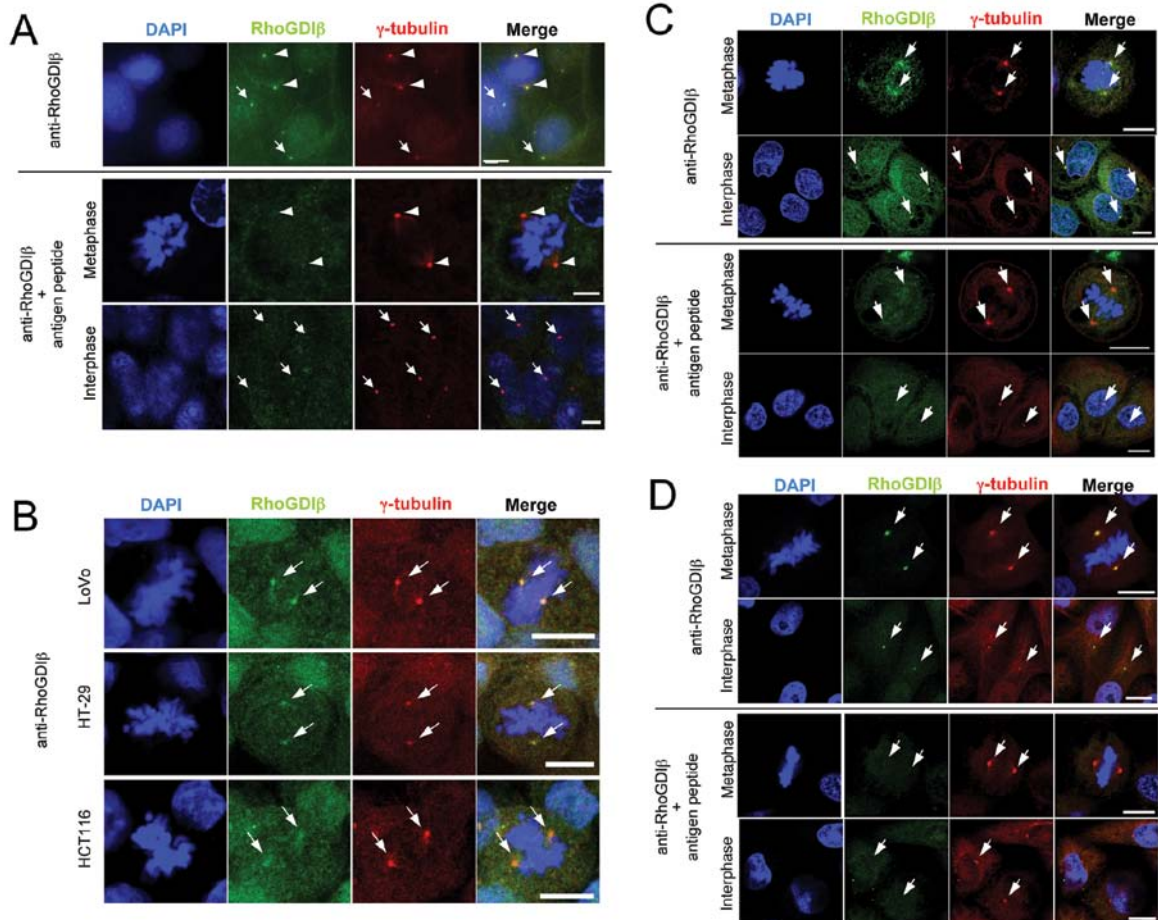 A
DAPI RhoGDIβ γ-tubulin Merge
anti-RhoGDIβ
anti-RhoGDIβ
+
antigen peptide
Metaphase
Interphase
B
DAPI RhoGDIβ γ-tubulin Merge
anti-RhoGDIβ
LoVo
HT-29
HCT116
C
DAPI RhoGDIβ γ-tubulin Merge
anti-RhoGDIβ
Metaphase
Interphase
anti-RhoGDIβ
+
antigen peptide
Metaphase
Interphase
D
DAPI RhoGDIβ γ-tubulin Merge
anti-RhoGDIβ
Metaphase
Interphase
anti-RhoGDIβ
+
antigen peptide
Metaphase
Interphase